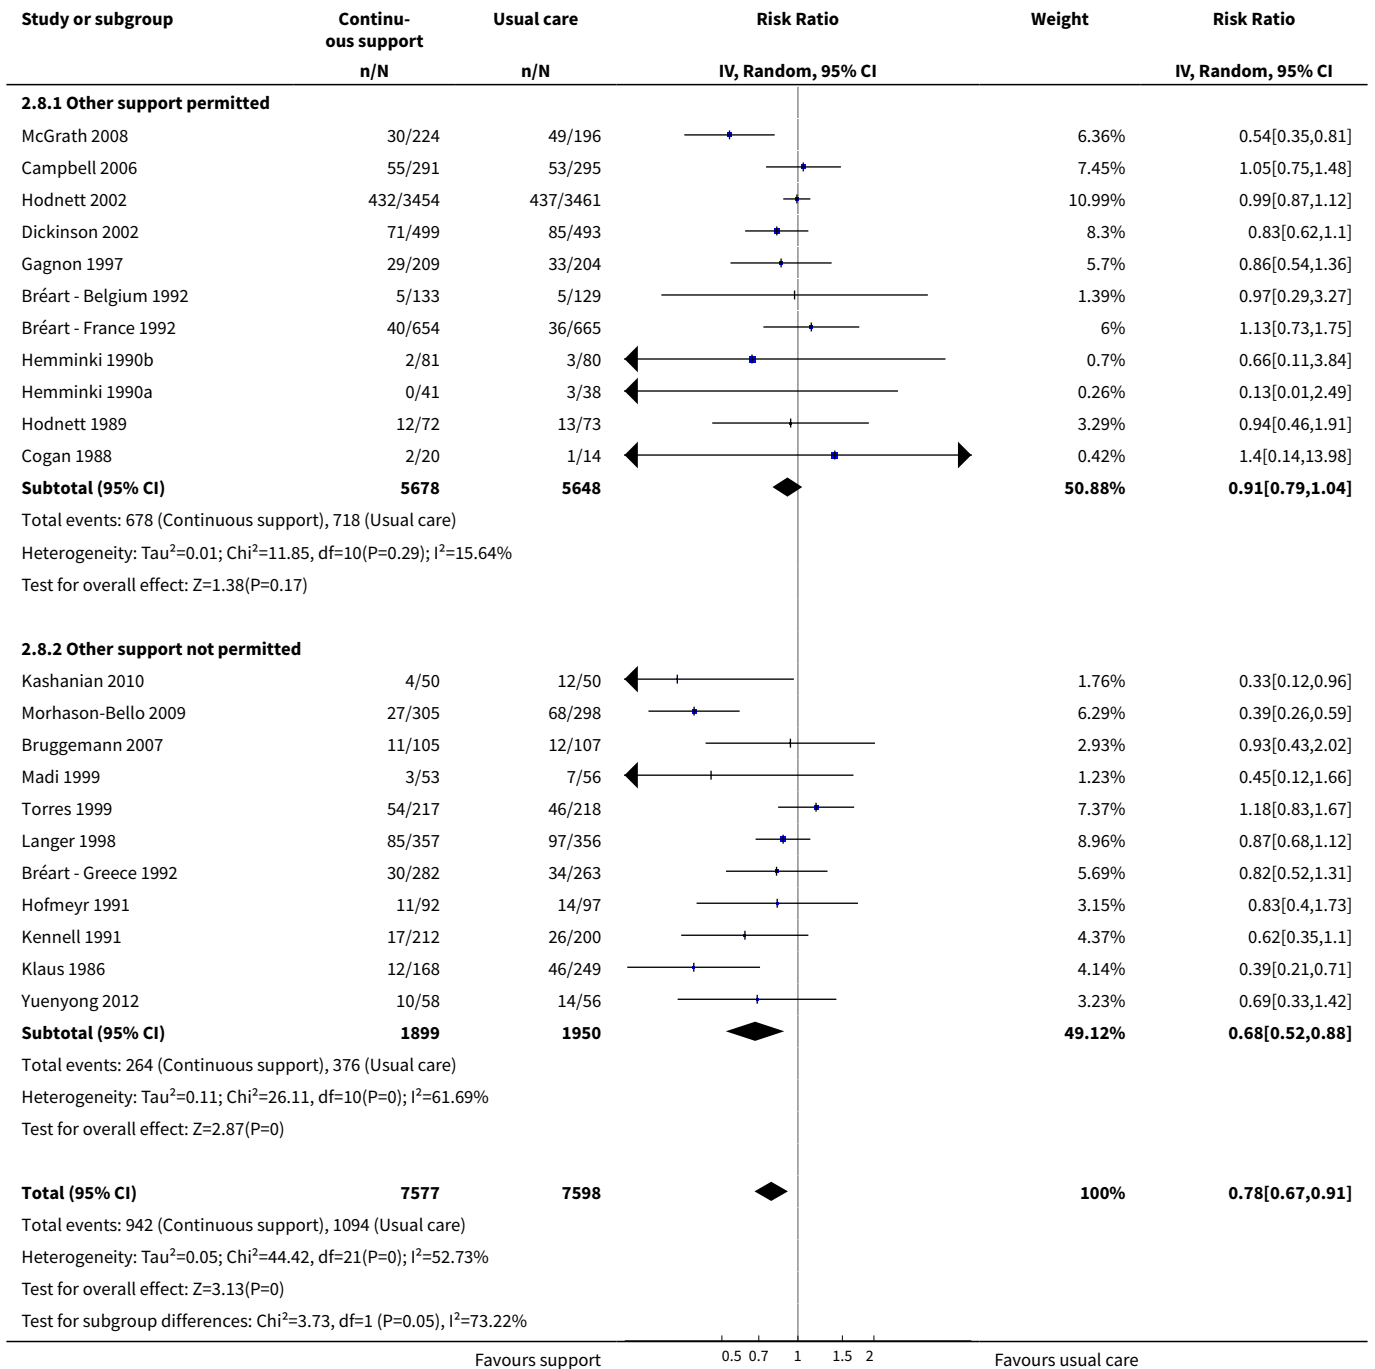 Study or subgroup Continu- Usual care Risk Ratio Weight Risk Ratio
ous support
n/N n/N IV, Random, 95% CI IV, Random, 95% CI
2.8.1 Other support permitted
McGrath 2008 30/224 49/196 6.36% 0.54[0.35,0.81]
Campbell 2006 55/291 53/295 7.45% 1.05[0.75,1.48]
Hodnett 2002 432/3454 437/3461 10.99% 0.99[0.87,1.12]
Dickinson 2002 71/499 85/493 8.3% 0.83[0.62,1.1]
Gagnon 1997 29/209 33/204 5.7% 0.86[0.54,1.36]
Bréart - Belgium 1992 5/133 5/129 1.39% 0.97[0.29,3.27]
Bréart - France 1992 40/654 36/665 6% 1.13[0.73,1.75]
Hemminki 1990b 2/81 3/80 0.7% 0.66[0.11,3.84]
Hemminki 1990a 0/41 3/38 0.26% 0.13[0.01,2.49]
Hodnett 1989 12/72 13/73 3.29% 0.94[0.46,1.91]
Cogan 1988 2/20 1/14 0.42% 1.4[0.14,13.98]
Subtotal (95% CI) 5678 5648 50.88% 0.91[0.79,1.04]
Total events: 678 (Continuous support), 718 (Usual care)
Heterogeneity: Tau²=0.01; Chi²=11.85, df=10(P=0.29); I²=15.64%
Test for overall effect: Z=1.38(P=0.17)
2.8.2 Other support not permitted
Kashanian 2010 4/50 12/50 1.76% 0.33[0.12,0.96]
Morhason-Bello 2009 27/305 68/298 6.29% 0.39[0.26,0.59]
Bruggemann 2007 11/105 12/107 2.93% 0.93[0.43,2.02]
Madi 1999 3/53 7/56 1.23% 0.45[0.12,1.66]
Torres 1999 54/217 46/218 7.37% 1.18[0.83,1.67]
Langer 1998 85/357 97/356 8.96% 0.87[0.68,1.12]
Bréart - Greece 1992 30/282 34/263 5.69% 0.82[0.52,1.31]
Hofmeyr 1991 11/92 14/97 3.15% 0.83[0.4,1.73]
Kennell 1991 17/212 26/200 4.37% 0.62[0.35,1.1]
Klaus 1986 12/168 46/249 4.14% 0.39[0.21,0.71]
Yuenyong 2012 10/58 14/56 3.23% 0.69[0.33,1.42]
Subtotal (95% CI) 1899 1950 49.12% 0.68[0.52,0.88]
Total events: 264 (Continuous support), 376 (Usual care)
Heterogeneity: Tau²=0.11; Chi²=26.11, df=10(P=0); I²=61.69%
Test for overall effect: Z=2.87(P=0)
Total (95% CI) 7577 7598 100% 0.78[0.67,0.91]
Total events: 942 (Continuous support), 1094 (Usual care)
Heterogeneity: Tau²=0.05; Chi²=44.42, df=21(P=0); I²=52.73%
Test for overall effect: Z=3.13(P=0)
Test for subgroup differences: Chi²=3.73, df=1 (P=0.05), I²=73.22%
Favours support 0.5 0.7 1 1.5 2 Favours usual care